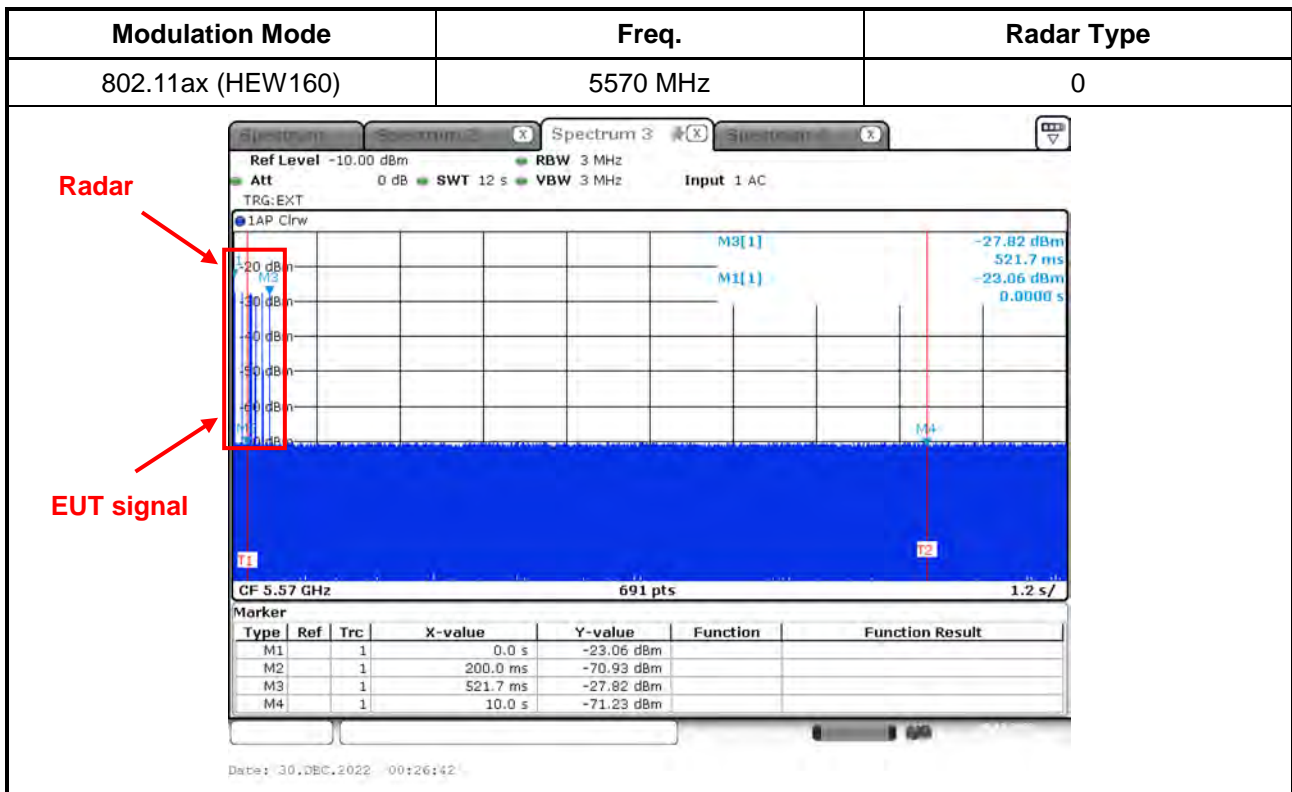 Modulation Mode Freq. Radar Type
802.11ax (HEW160) 5570 MHz 0
Spectrum 3
Ref Level -10.00 dBm RBW 3 MHz
Att 0 dB SWT 12 s VBW 3 MHz Input 1 AC
TRG:EXT
1AP Clrw
Radar
EUT signal
M3[1] -27.82 dBm
521.7 ms
M1[1] -23.06 dBm
0.0000 s
-20 dBm
M3
-30 dBm
-40 dBm
-50 dBm
-60 dBm
M4
T1 T2
CF 5.57 GHz 691 pts 1.2 s/
Marker
Type Ref Trc X-value Y-value Function Function Result
M1 1 0.0 s -23.06 dBm
M2 1 200.0 ms -70.93 dBm
M3 1 521.7 ms -27.82 dBm
M4 1 10.0 s -71.23 dBm
Date: 30.DEC.2022 00:26:42